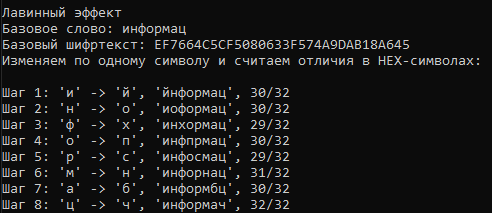 Лавинный эффект
Базовое слово: информац
Базовый шифртекст: EF7664C5CF5080633F574A9DAB18A645
Изменяем по одному символу и считаем отличия в HEX-символах:
Шаг 1: 'и' -> 'й', 'йнформац', 30/32
Шаг 2: 'н' -> 'о', 'иоформац', 30/32
Шаг 3: 'ф' -> 'х', 'инхормац', 29/32
Шаг 4: 'о' -> 'п', 'инфпрмац', 30/32
Шаг 5: 'р' -> 'с', 'инфосмац', 29/32
Шаг 6: 'м' -> 'н', 'инфорнац', 31/32
Шаг 7: 'а' -> 'б', 'информбц', 30/32
Шаг 8: 'ц' -> 'ч', 'информач', 32/32